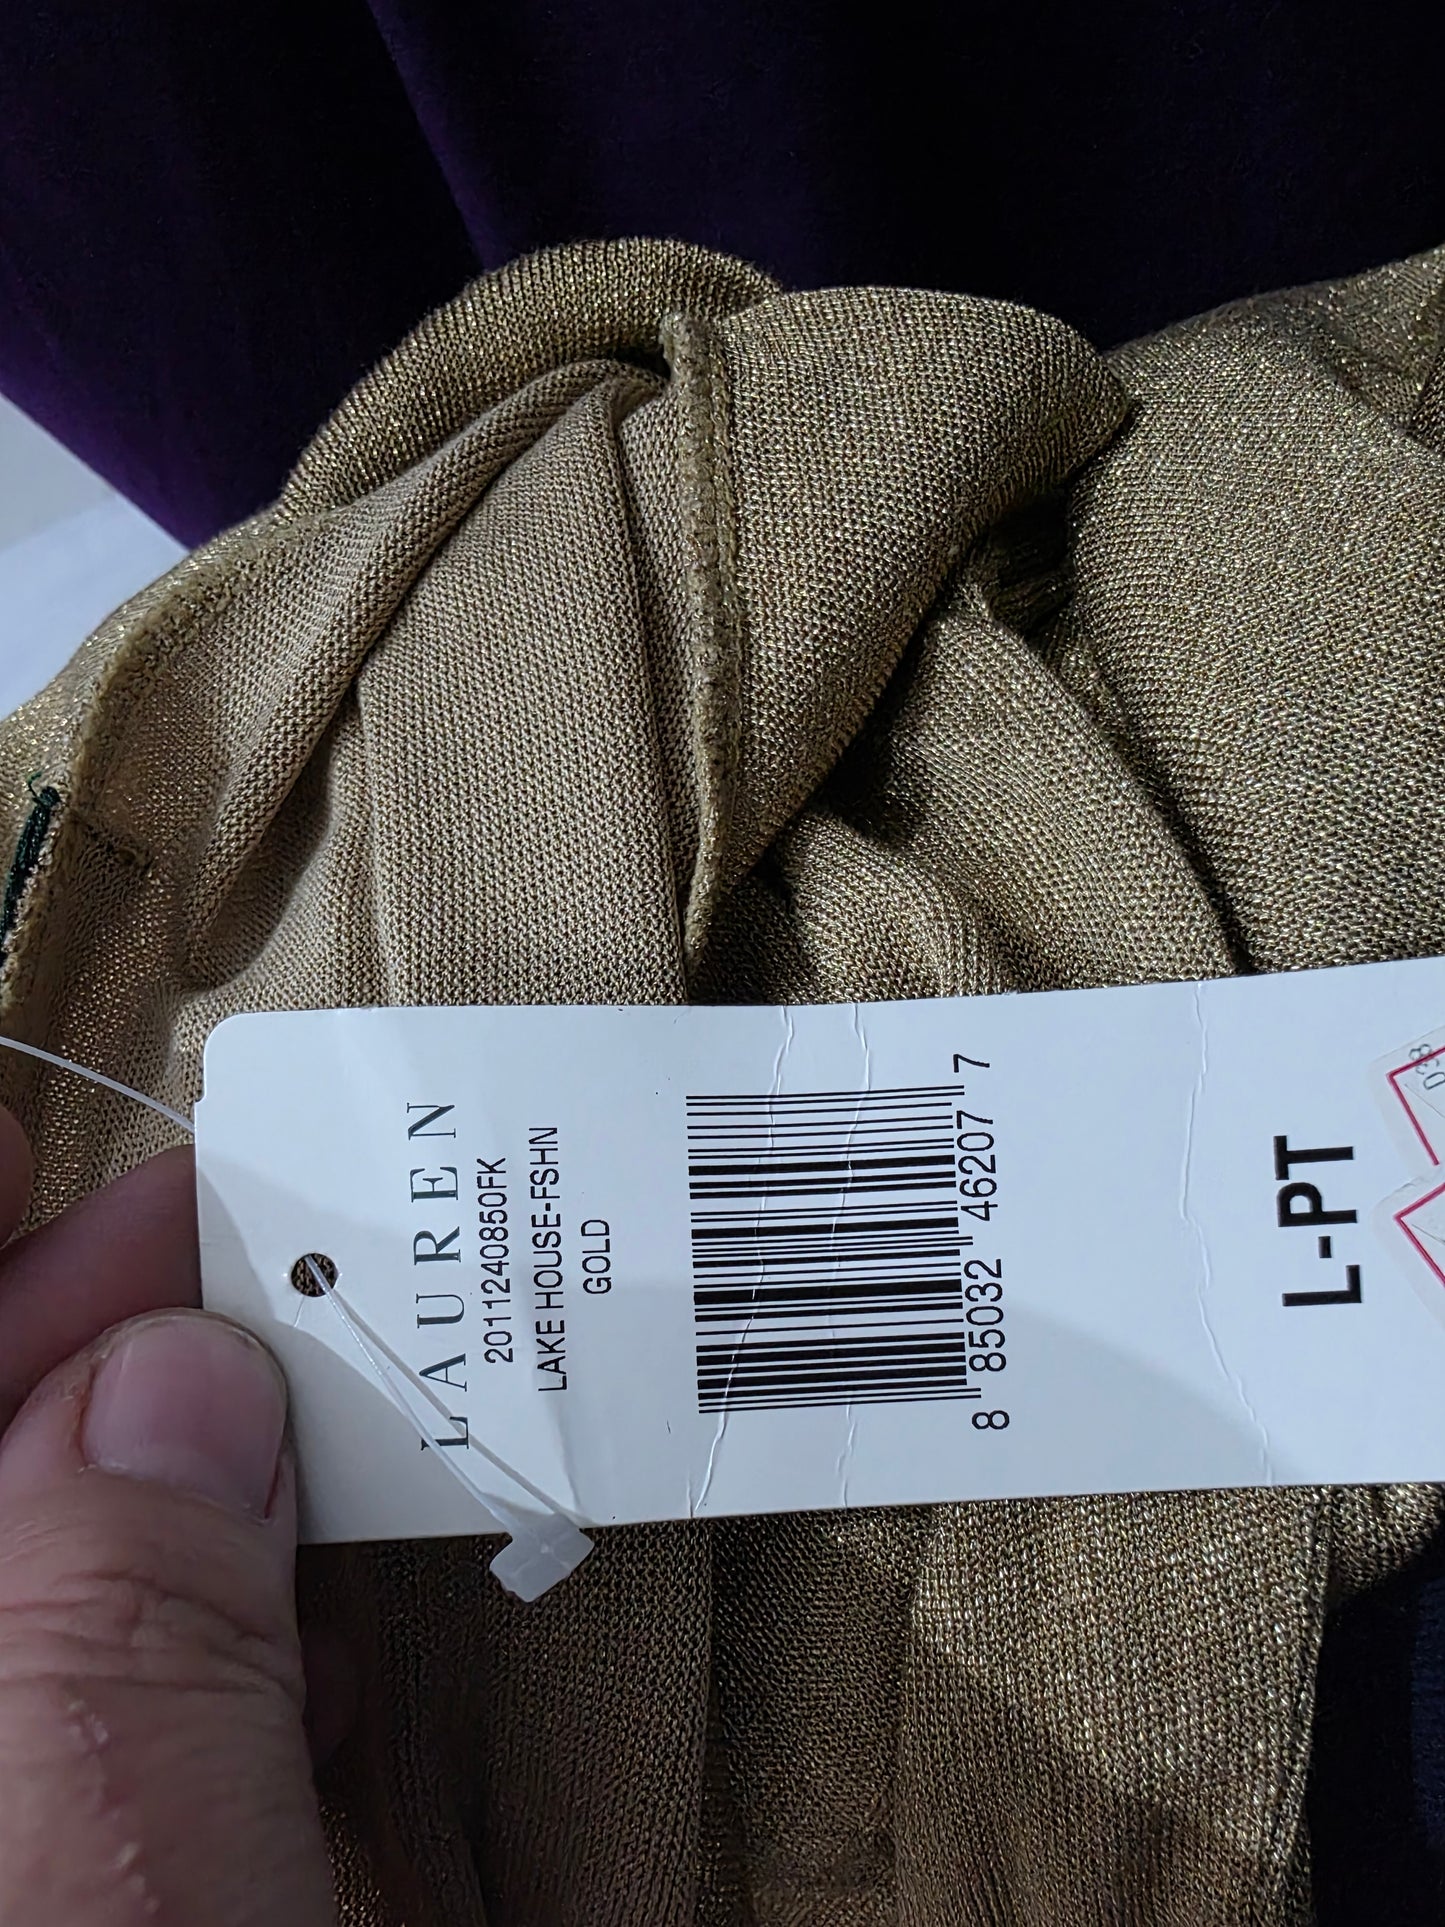 LAUREN
2011240850FK
LAKE HOUSE-FSHN
GOLD
8 85032 46207 7
L-PT